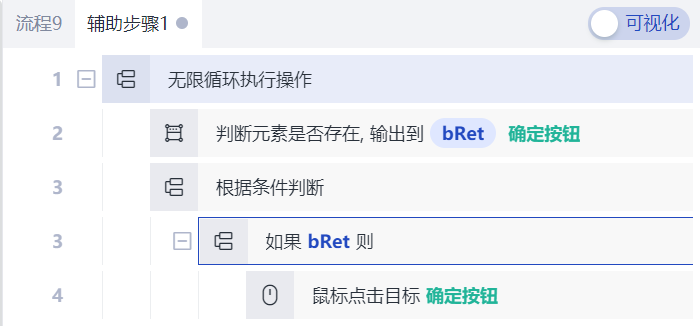 流程9 辅助步骤1 可视化
1 无限循环执行操作
2 判断元素是否存在, 输出到 bRet 确定按钮
3 根据条件判断
3 如果 bRet 则
4 鼠标点击目标 确定按钮